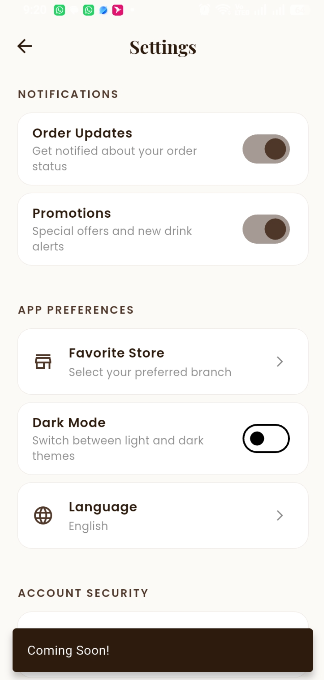 Settings
NOTIFICATIONS
Order Updates
Get notified about your order
status
Promotions
Special offers and new drink
alerts
APP PREFERENCES
Favorite Store
Select your preferred branch
Dark Mode
Switch between light and dark
themes
Language
English
ACCOUNT SECURITY
Coming Soon!